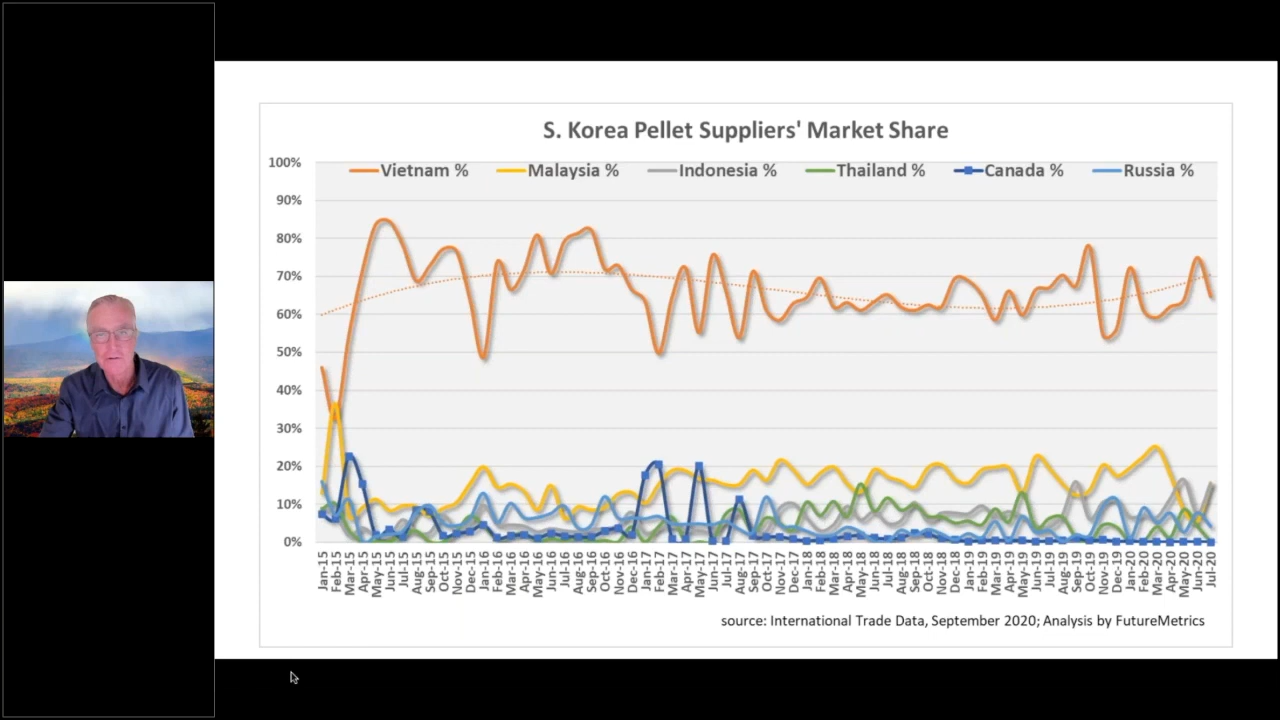 S. Korea Pellet Suppliers' Market Share
100%
Vietnam % Malaysia % Indonesia % Thailand % Canada % Russia %
90%
80%
70%
60%
50%
40%
30%
20%
10%
0%
Jan-15 Feb-15 Mar-15 Apr-15 May-15 Jun-15 Jul-15 Aug-15 Sep-15 Oct-15 Nov-15 Dec-15 Jan-16 Feb-16 Mar-16 Apr-16 May-16 Jun-16 Jul-16 Aug-16 Sep-16 Oct-16 Nov-16 Dec-16 Jan-17 Feb-17 Mar-17 Apr-17 May-17 Jun-17 Jul-17 Aug-17 Sep-17 Oct-17 Nov-17 Dec-17 Jan-18 Feb-18 Mar-18 Apr-18 May-18 Jun-18 Jul-18 Aug-18 Sep-18 Oct-18 Nov-18 Dec-18 Jan-19 Feb-19 Mar-19 Apr-19 May-19 Jun-19 Jul-19 Aug-19 Sep-19 Oct-19 Nov-19 Dec-19 Jan-20 Feb-20 Mar-20 Apr-20 May-20 Jun-20 Jul-20
source: International Trade Data, September 2020; Analysis by FutureMetrics